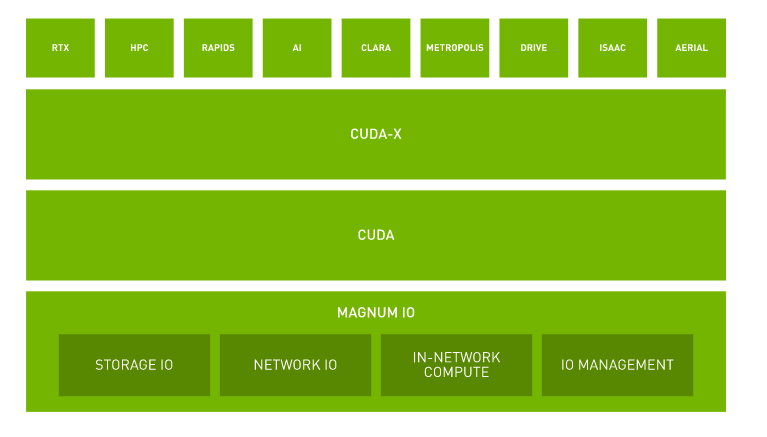 RTX
HPC
RAPIDS
AI
CLARA
METROPOLIS
DRIVE
ISAAC
AERIAL
CUDA-X
CUDA
MAGNUM IO
STORAGE IO
NETWORK IO
IN-NETWORK
COMPUTE
IO MANAGEMENT